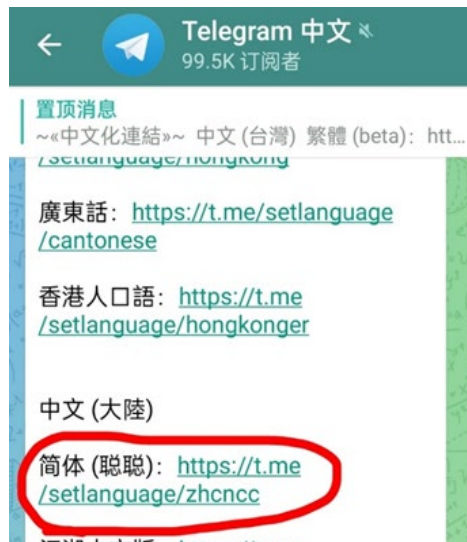 Telegram 中文
99.5K 订阅者
置顶消息
~«中文化連結»~ 中文 (台灣) 繁體 (beta)： htt...
/setlanguage/hongkong
廣東話： https://t.me/setlanguage
/cantonese
香港人口語： https://t.me
/setlanguage/hongkonger
中文 (大陸)
简体 (聪聪)： https://t.me
/setlanguage/zhcncc